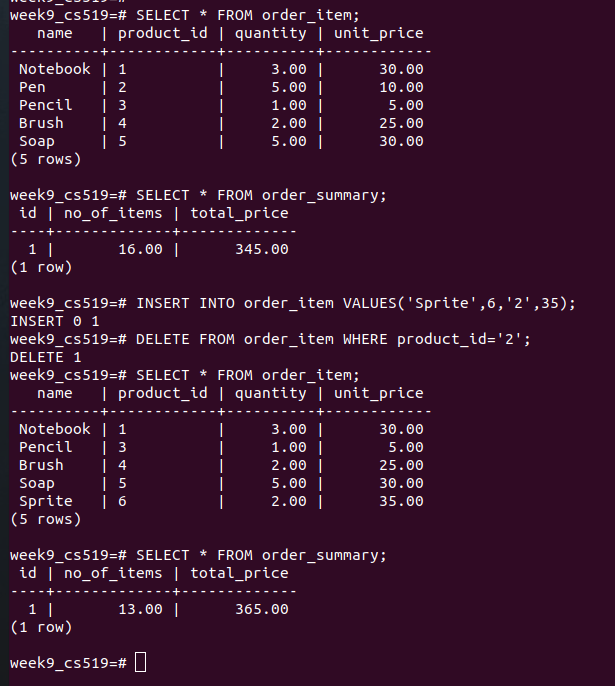 week9_cs519=# SELECT * FROM order_item;
   name   | product_id | quantity | unit_price
----------+------------+----------+------------
 Notebook | 1          |     3.00 |      30.00
 Pen      | 2          |     5.00 |      10.00
 Pencil   | 3          |     1.00 |       5.00
 Brush    | 4          |     2.00 |      25.00
 Soap     | 5          |     5.00 |      30.00
(5 rows)

week9_cs519=# SELECT * FROM order_summary;
 id | no_of_items | total_price
----+-------------+-------------
  1 |       16.00 |      345.00
(1 row)

week9_cs519=# INSERT INTO order_item VALUES('Sprite',6,'2',35);
INSERT 0 1
week9_cs519=# DELETE FROM order_item WHERE product_id='2';
DELETE 1
week9_cs519=# SELECT * FROM order_item;
   name   | product_id | quantity | unit_price
----------+------------+----------+------------
 Notebook | 1          |     3.00 |      30.00
 Pencil   | 3          |     1.00 |       5.00
 Brush    | 4          |     2.00 |      25.00
 Soap     | 5          |     5.00 |      30.00
 Sprite   | 6          |     2.00 |      35.00
(5 rows)

week9_cs519=# SELECT * FROM order_summary;
 id | no_of_items | total_price
----+-------------+-------------
  1 |       13.00 |      365.00
(1 row)

week9_cs519=#